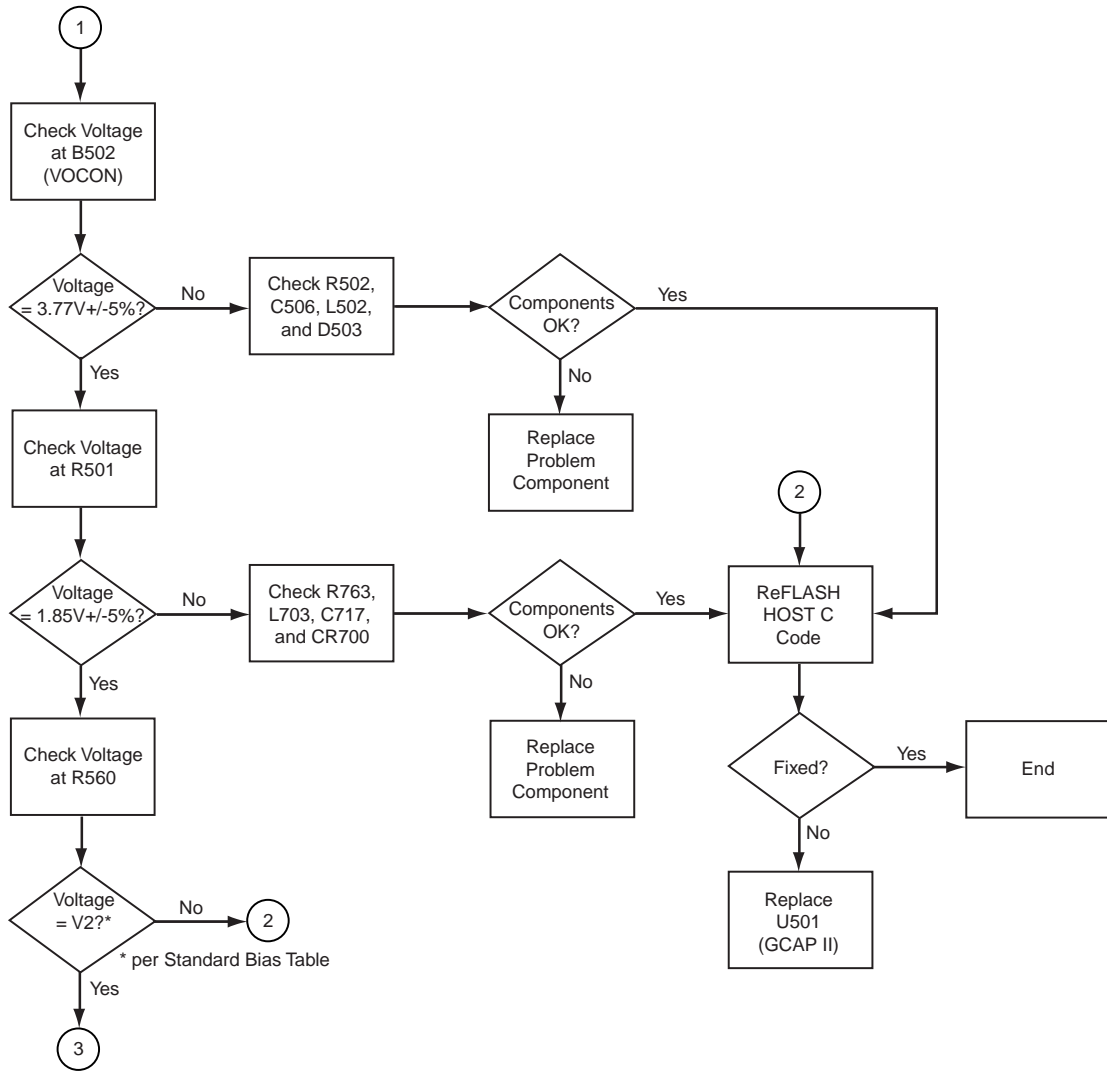 1
Check Voltage
at B502
(VOCON)
Voltage
= 3.77V+/-5%?
No
Yes
Check R502,
C506, L502,
and D503
Components
OK?
Yes
No
Replace
Problem
Component
Check Voltage
at R501
Voltage
= 1.85V+/-5%?
No
Yes
Check R763,
L703, C717,
and CR700
Components
OK?
Yes
No
Replace
Problem
Component
2
ReFLASH
HOST C
Code
Fixed?
Yes
End
No
Replace
U501
(GCAP II)
Check Voltage
at R560
Voltage
= V2?*
No
2
* per Standard Bias Table
Yes
3